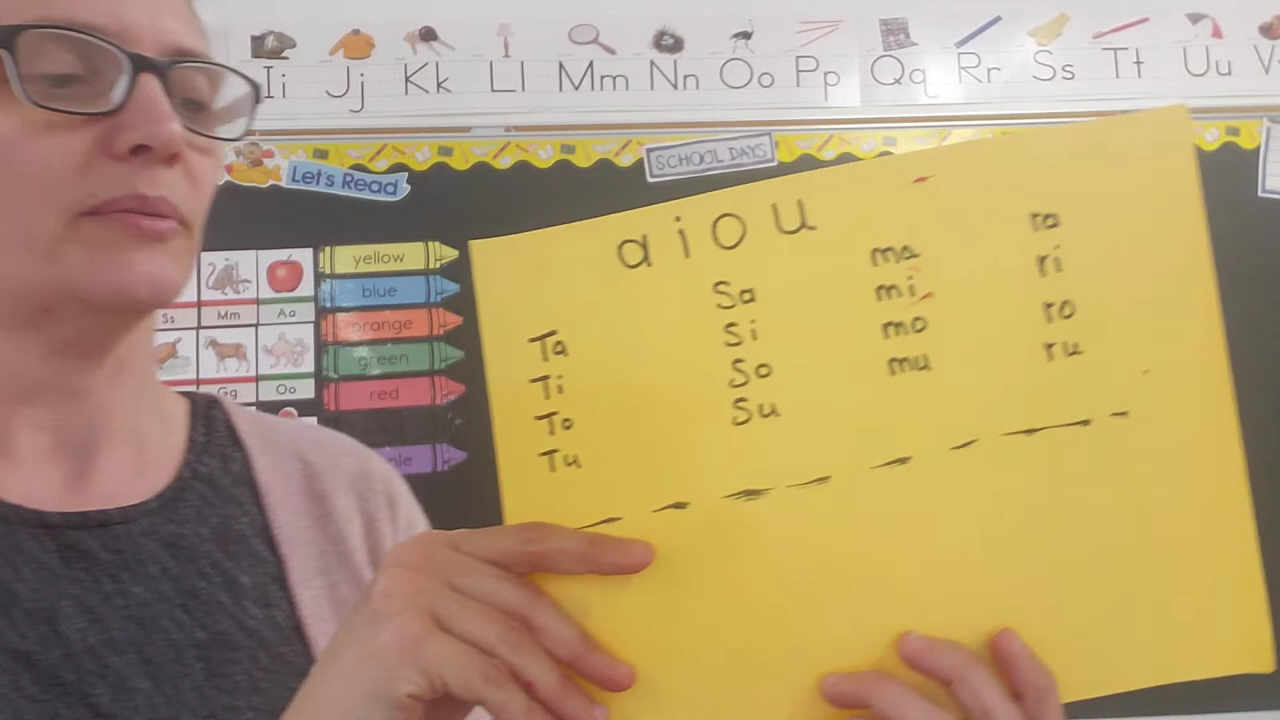 Ii Jj Kk Ll Mm Nn Oo Pp Qq Rr Ss Tt Uu
SCHOOL DAYS
Let's Read
yellow
blue
orange
green
red
Ss Mm Aa
Gg Oo
a i o u
Ta
Ti
To
Tu
Sa
Si
So
Su
ma
mi
mo
mu
ra
ri
ro
ru